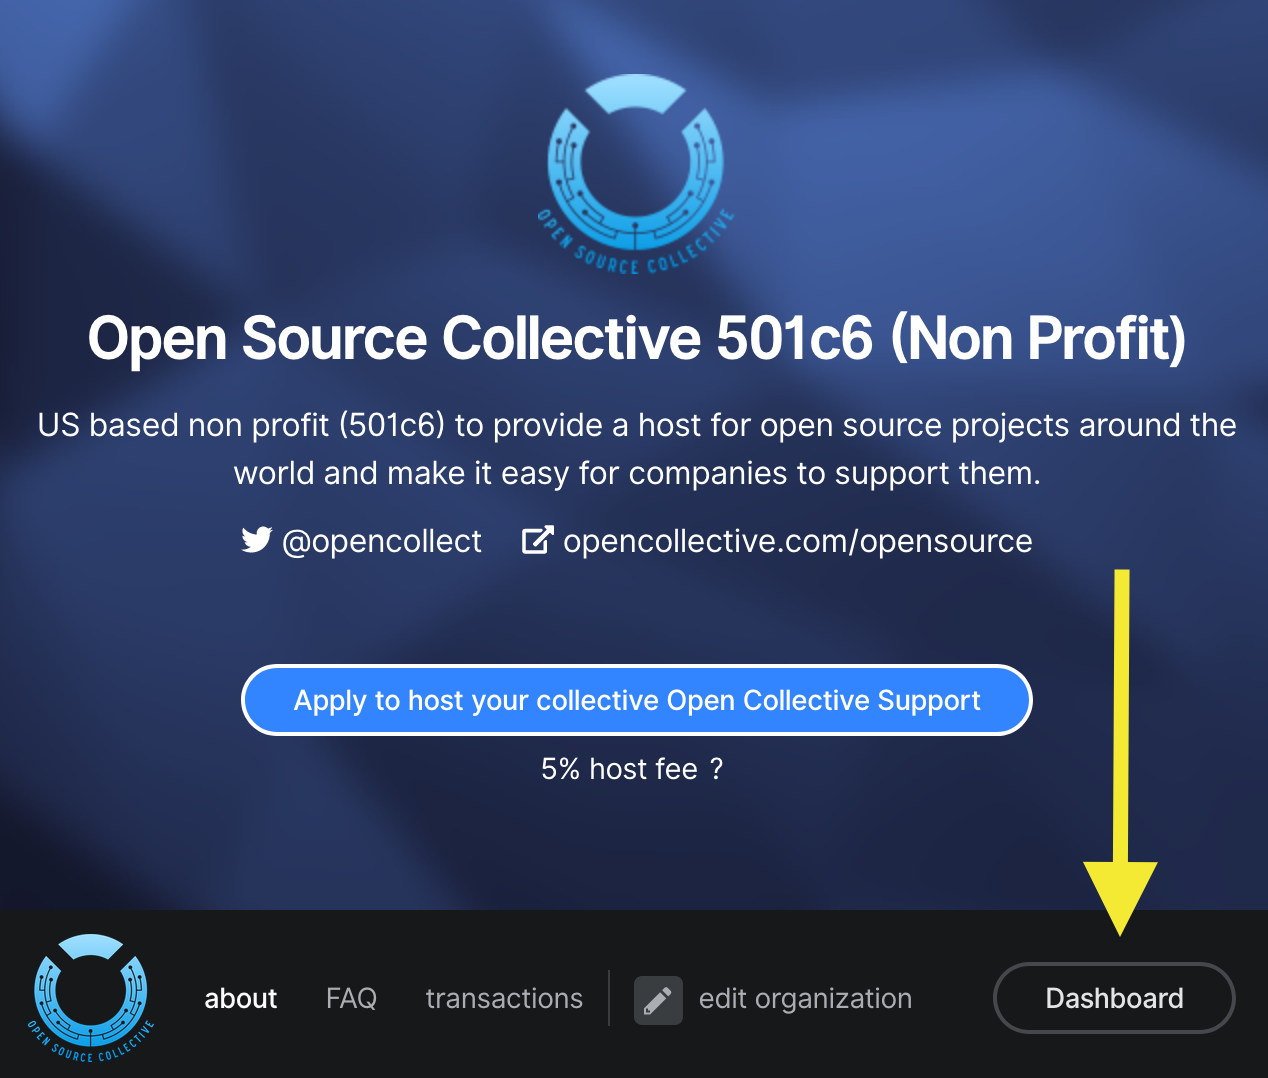 OPEN SOURCE COLLECTIVE
Open Source Collective 501c6 (Non Profit)
US based non profit (501c6) to provide a host for open source projects around the
world and make it easy for companies to support them.
@opencollect opencollective.com/opensource
Apply to host your collective Open Collective Support
5% host fee ?
OPEN SOURCE COLLECTIVE
about FAQ transactions edit organization Dashboard